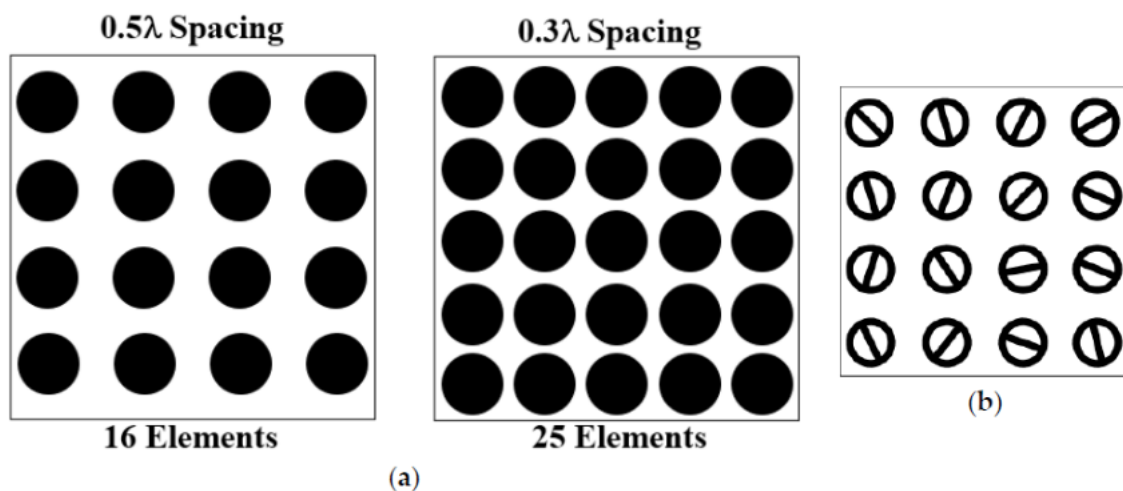 0.5λ Spacing
0.3λ Spacing
16 Elements
25 Elements
(a)
(b)